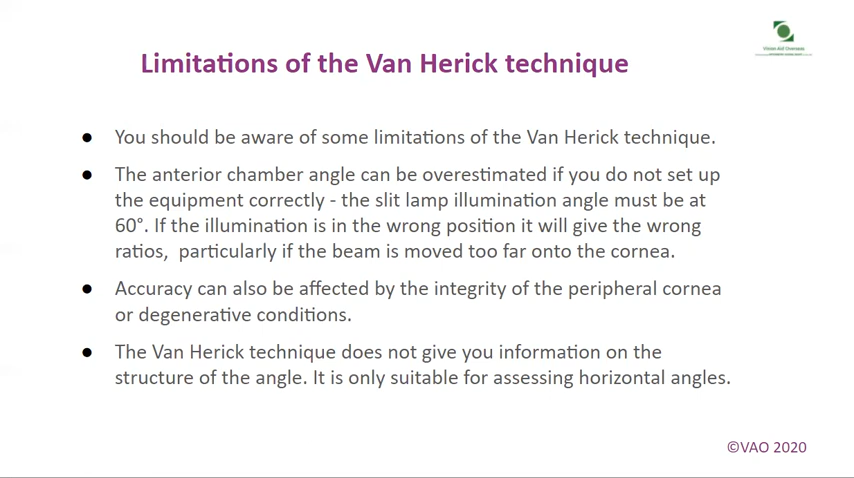 Vision Aid Overseas
Limitations of the Van Herick technique
● You should be aware of some limitations of the Van Herick technique.
● The anterior chamber angle can be overestimated if you do not set up
the equipment correctly - the slit lamp illumination angle must be at
60°. If the illumination is in the wrong position it will give the wrong
ratios, particularly if the beam is moved too far onto the cornea.
● Accuracy can also be affected by the integrity of the peripheral cornea
or degenerative conditions.
● The Van Herick technique does not give you information on the
structure of the angle. It is only suitable for assessing horizontal angles.
©VAO 2020